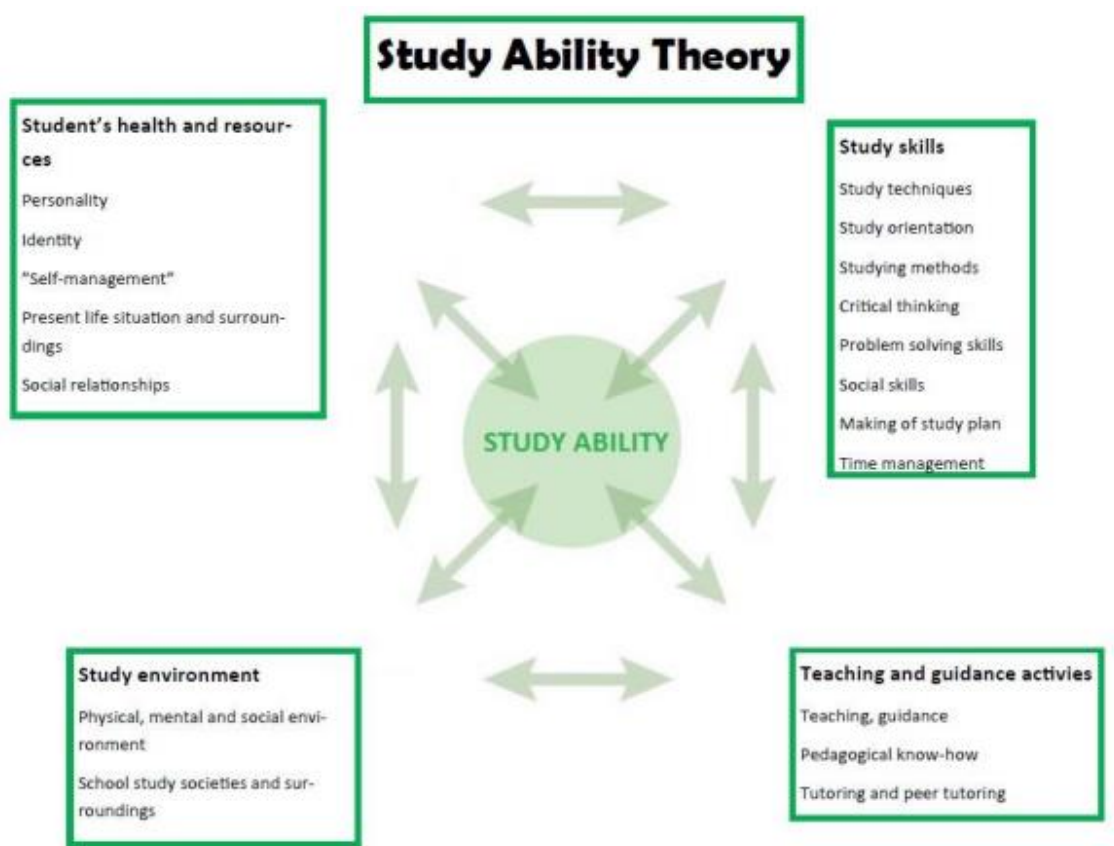 Study Ability Theory
Student's health and resour-
ces
Personality
Identity
"Self-management"
Present life situation and surroun-
dings
Social relationships
Study skills
Study techniques
Study orientation
Studying methods
Critical thinking
Problem solving skills
Social skills
Making of study plan
Time management
STUDY ABILITY
Study environment
Physical, mental and social envi-
ronment
School study societies and sur-
roundings
Teaching and guidance activies
Teaching, guidance
Pedagogical know-how
Tutoring and peer tutoring